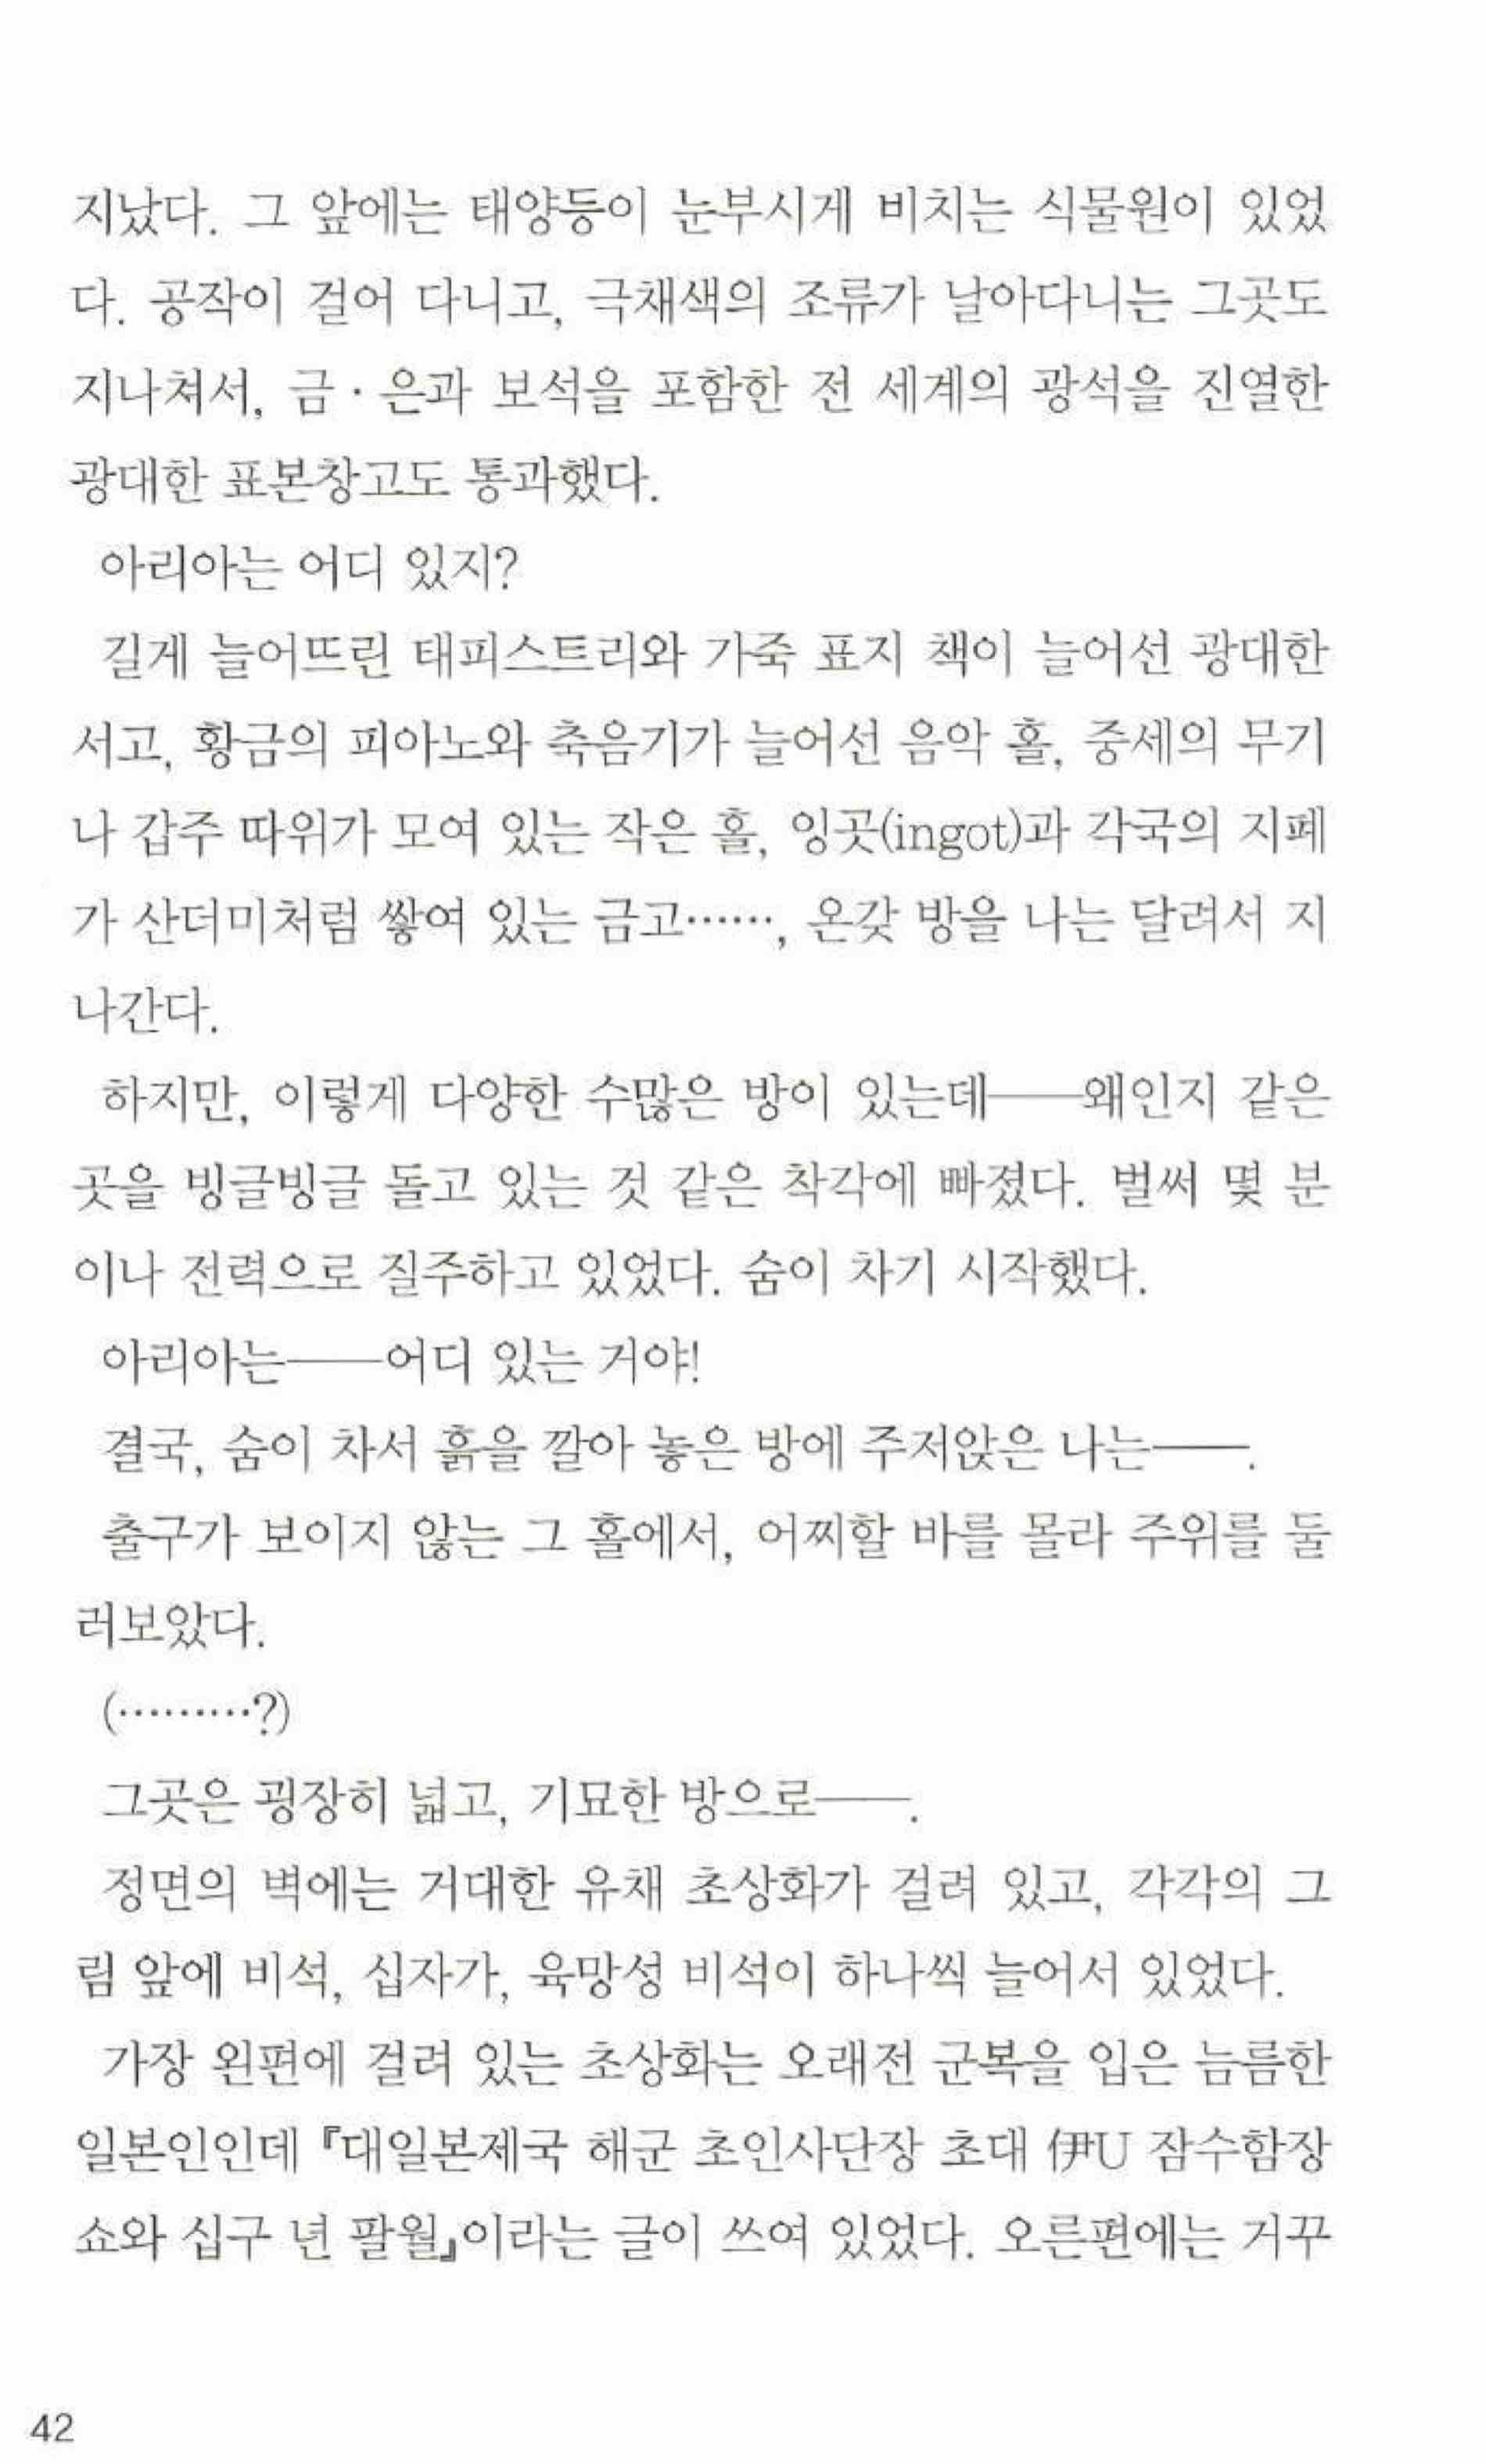 지났다. 그 앞에는 태양등이 눈부시게 비치는 식물원이 있었
다. 공작이 걸어 다니고, 극채색의 조류가 날아다니는 그곳도
지나쳐서, 금·은과 보석을 포함한 전 세계의 광석을 진열한
광대한 표본창고도 통과했다.
아리아는 어디 있지?
길게 늘어뜨린 태피스트리와 가죽 표지 책이 늘어선 광대한
서고, 황금의 피아노와 축음기가 늘어선 음악 홀, 중세의 무기
나 갑주 따위가 모여 있는 작은 홀, 잉곳(ingot)과 각국의 지폐
가 산더미처럼 쌓여 있는 금고……, 온갖 방을 나는 달려서 지
나간다.
하지만, 이렇게 다양한 수많은 방이 있는데──왜인지 같은
곳을 빙글빙글 돌고 있는 것 같은 착각에 빠졌다. 벌써 몇 분
이나 전력으로 질주하고 있었다. 숨이 차기 시작했다.
아리아는──어디 있는 거야!
결국, 숨이 차서 흙을 깔아 놓은 방에 주저앉은 나는──.
출구가 보이지 않는 그 홀에서, 어찌할 바를 몰라 주위를 둘
러보았다.
(………?)
그곳은 굉장히 넓고, 기묘한 방으로──.
정면의 벽에는 거대한 유채 초상화가 걸려 있고, 각각의 그
림 앞에 비석, 십자가, 육망성 비석이 하나씩 늘어서 있었다.
가장 왼편에 걸려 있는 초상화는 오래전 군복을 입은 늠름한
일본인인데 『대일본제국 해군 초인사단장 초대 伊U 잠수함장
쇼와 십구 년 팔월』이라는 글이 쓰여 있었다. 오른편에는 거꾸
42